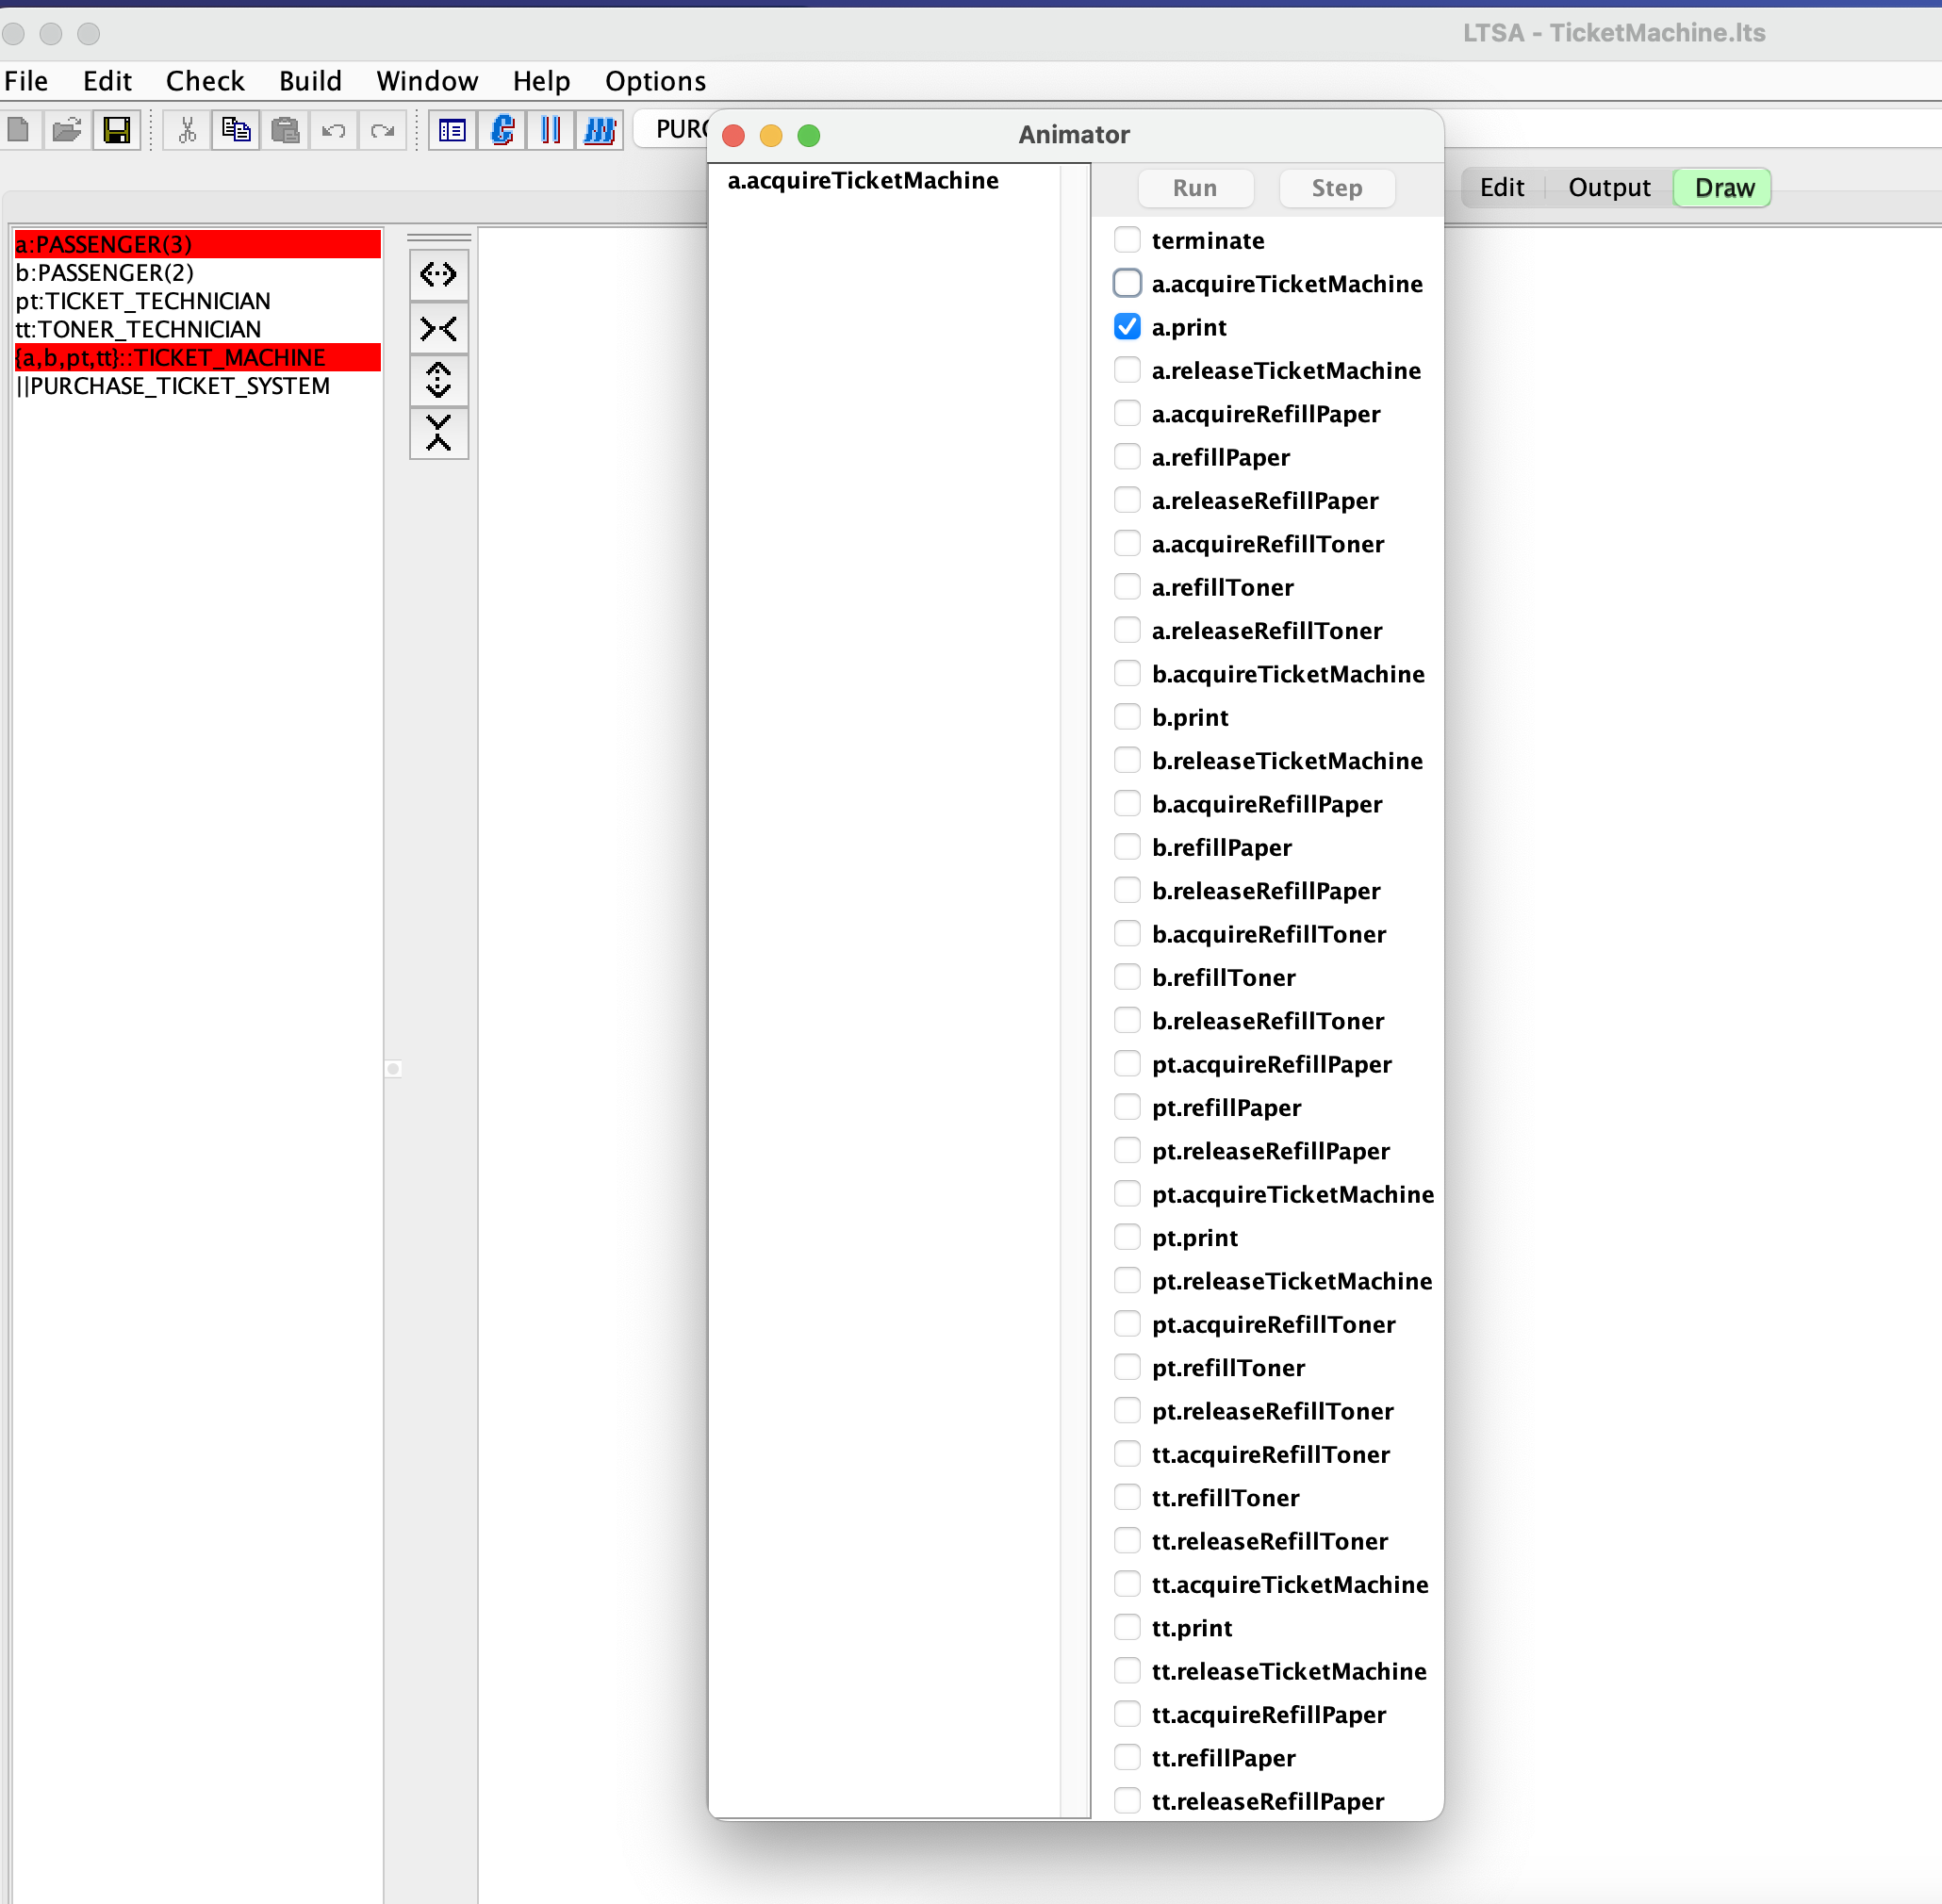 LTSA - TicketMachine.lts
File Edit Check Build Window Help Options
PURC
Animator
a.acquireTicketMachine
Run Step
Edit Output Draw
a:PASSENGER(3)
b:PASSENGER(2)
pt:TICKET_TECHNICIAN
tt:TONER_TECHNICIAN
{a,b,pt,tt}::TICKET_MACHINE
||PURCHASE_TICKET_SYSTEM
terminate
a.acquireTicketMachine
a.print
a.releaseTicketMachine
a.acquireRefillPaper
a.refillPaper
a.releaseRefillPaper
a.acquireRefillToner
a.refillToner
a.releaseRefillToner
b.acquireTicketMachine
b.print
b.releaseTicketMachine
b.acquireRefillPaper
b.refillPaper
b.releaseRefillPaper
b.acquireRefillToner
b.refillToner
b.releaseRefillToner
pt.acquireRefillPaper
pt.refillPaper
pt.releaseRefillPaper
pt.acquireTicketMachine
pt.print
pt.releaseTicketMachine
pt.acquireRefillToner
pt.refillToner
pt.releaseRefillToner
tt.acquireRefillToner
tt.refillToner
tt.releaseRefillToner
tt.acquireTicketMachine
tt.print
tt.releaseTicketMachine
tt.acquireRefillPaper
tt.refillPaper
tt.releaseRefillPaper